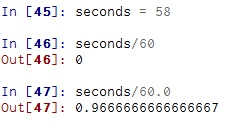 In [45]: seconds = 58
In [46]: seconds/60
Out[46]: 0
In [47]: seconds/60.0
Out[47]: 0.9666666666666667